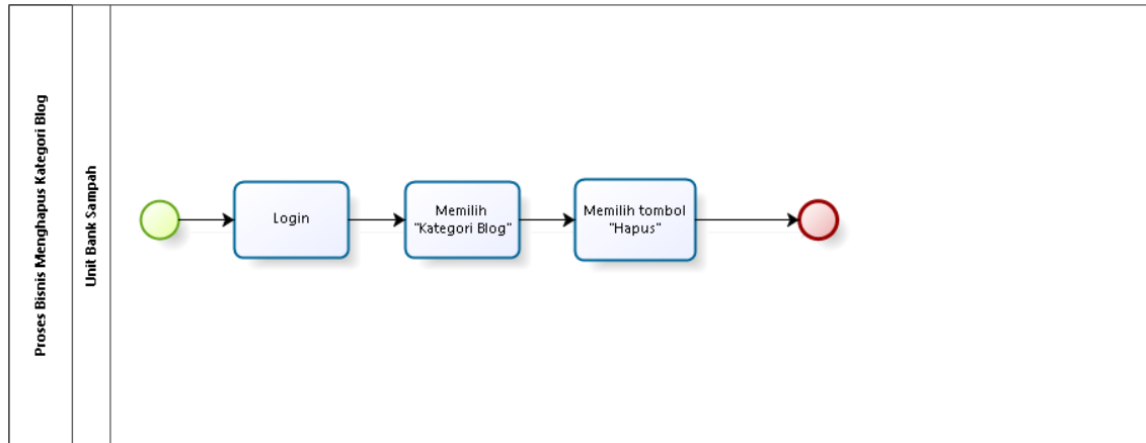 Proses Bisnis Menghapus Kategori Blog
Unit Bank Sampah
Login
Memilih
"Kategori Blog"
Memilih tombol
"Hapus"